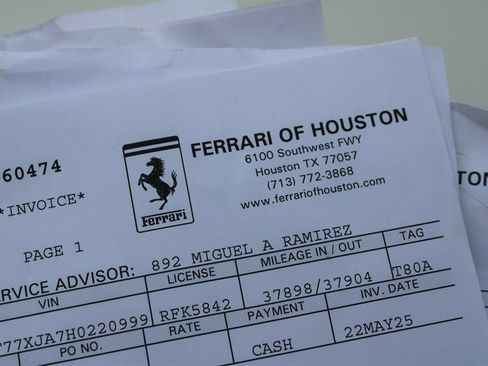 FERRARI OF HOUSTON
6100 Southwest FWY
Houston TX 77057
(713) 772-3868
www.ferrariofhouston.com
Ferrari
60474
*INVOICE*
PAGE 1
892 MIGUEL A RAMIREZ
RVICE ADVISOR:
VIN LICENSE MILEAGE IN / OUT TAG
77XJA7H0220999 RFK5842 37898/37904 T80A
PO NO. RATE PAYMENT INV. DATE
CASH 22MAY25
TON